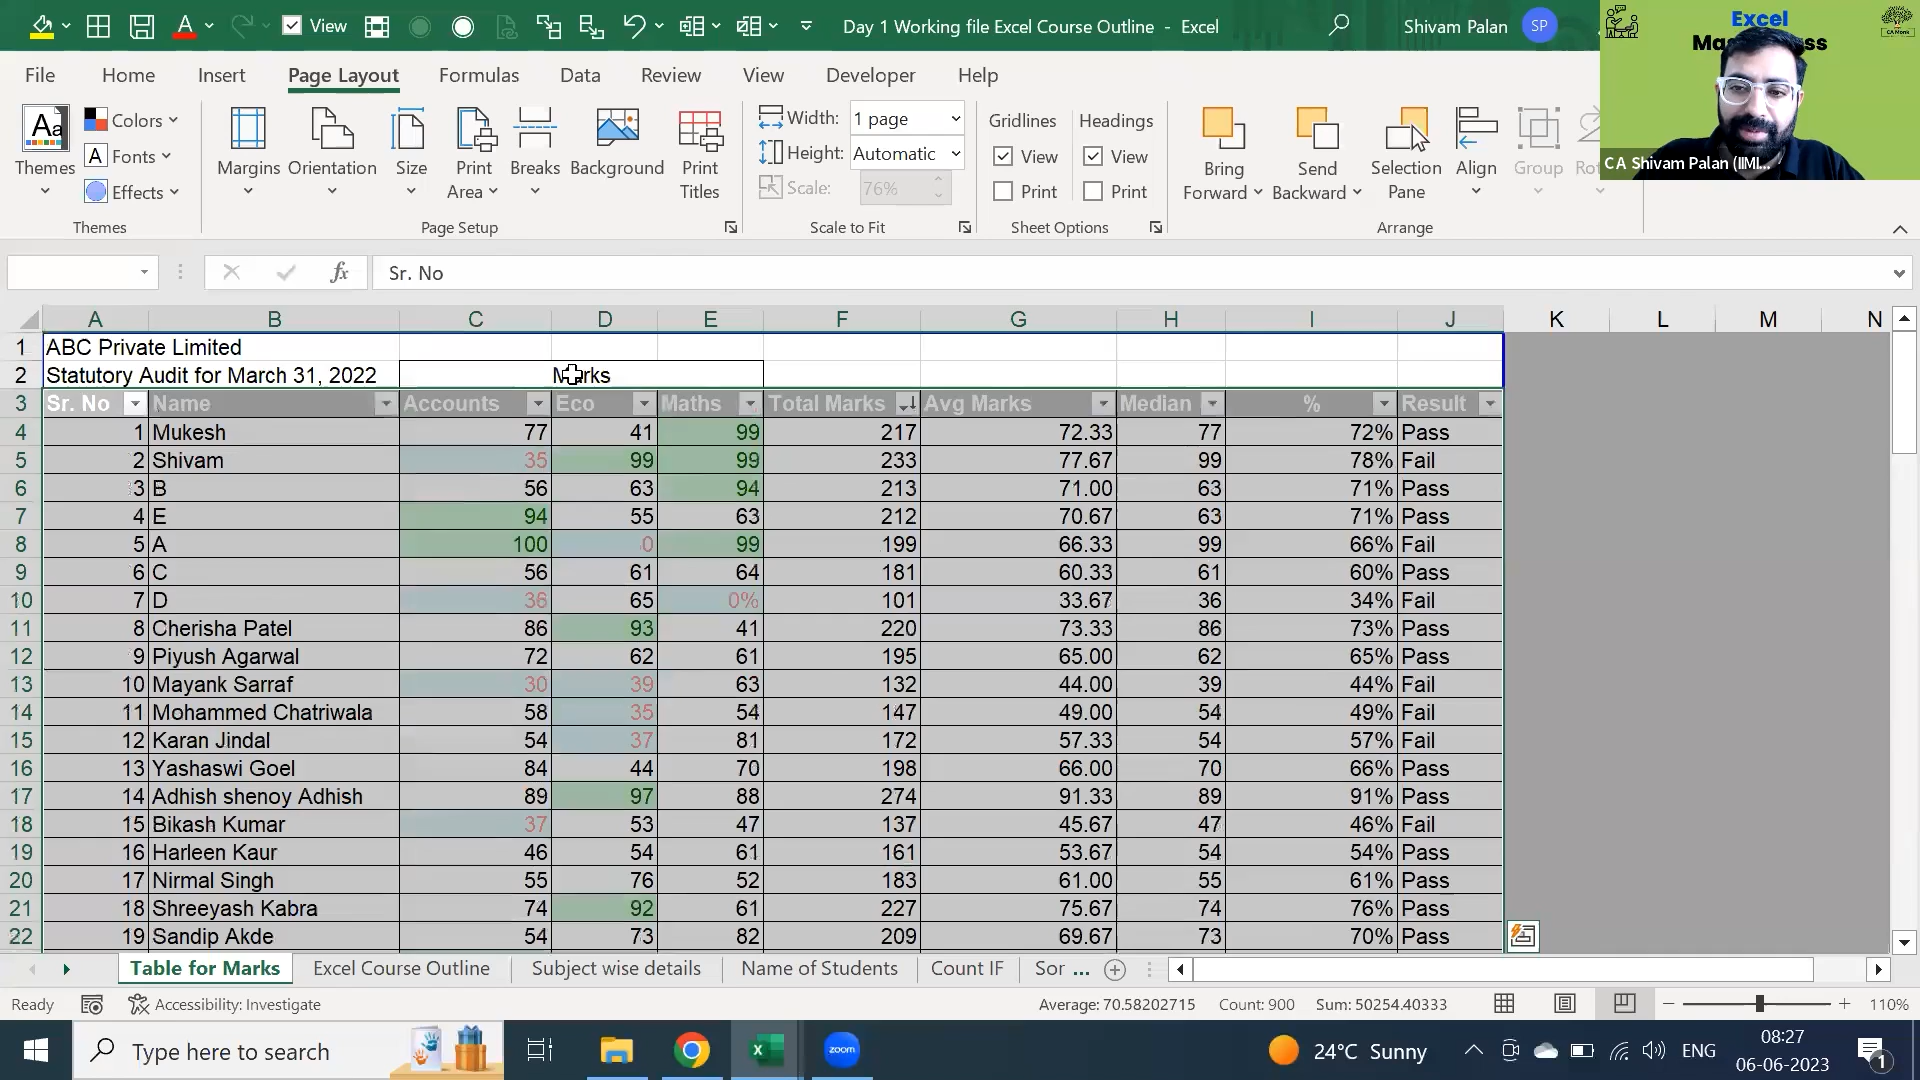 View
Day 1 Working file Excel Course Outline - Excel
Shivam Palan
SP
Excel
CA Monk
CA Shivam Palan (IIMI...
File Home Insert Page Layout Formulas Data Review View Developer Help
Themes
Colors
Fonts
Effects
Margins Orientation Size Print Area Breaks Background Print Titles
Width: 1 page
Height: Automatic
Scale: 76%
Gridlines Headings
View View
Print Print
Bring Forward Send Backward Selection Pane Align Group
Themes Page Setup Scale to Fit Sheet Options Arrange
fx Sr. No
A B C D E F G H I J K L M N
1 ABC Private Limited
2 Statutory Audit for March 31, 2022 Marks
3 Sr. No Name Accounts Eco Maths Total Marks Avg Marks Median % Result
4 1 Mukesh 77 41 99 217 72.33 77 72% Pass
5 2 Shivam 35 99 99 233 77.67 99 78% Fail
6 3 B 56 63 94 213 71.00 63 71% Pass
7 4 E 94 55 63 212 70.67 63 71% Pass
8 5 A 100 0 99 199 66.33 99 66% Fail
9 6 C 56 61 64 181 60.33 61 60% Pass
10 7 D 36 65 0% 101 33.67 36 34% Fail
11 8 Cherisha Patel 86 93 41 220 73.33 86 73% Pass
12 9 Piyush Agarwal 72 62 61 195 65.00 62 65% Pass
13 10 Mayank Sarraf 30 39 63 132 44.00 39 44% Fail
14 11 Mohammed Chatriwala 58 35 54 147 49.00 54 49% Fail
15 12 Karan Jindal 54 37 81 172 57.33 54 57% Fail
16 13 Yashaswi Goel 84 44 70 198 66.00 70 66% Pass
17 14 Adhish shenoy Adhish 89 97 88 274 91.33 89 91% Pass
18 15 Bikash Kumar 37 53 47 137 45.67 47 46% Fail
19 16 Harleen Kaur 46 54 61 161 53.67 54 54% Pass
20 17 Nirmal Singh 55 76 52 183 61.00 55 61% Pass
21 18 Shreeyash Kabra 74 92 61 227 75.67 74 76% Pass
22 19 Sandip Akde 54 73 82 209 69.67 73 70% Pass
Table for Marks Excel Course Outline Subject wise details Name of Students Count IF Sor ...
Ready Accessibility: Investigate Average: 70.58202715 Count: 900 Sum: 50254.40333 110%
Type here to search
zoom
24°C Sunny
ENG
08:27
06-06-2023
1